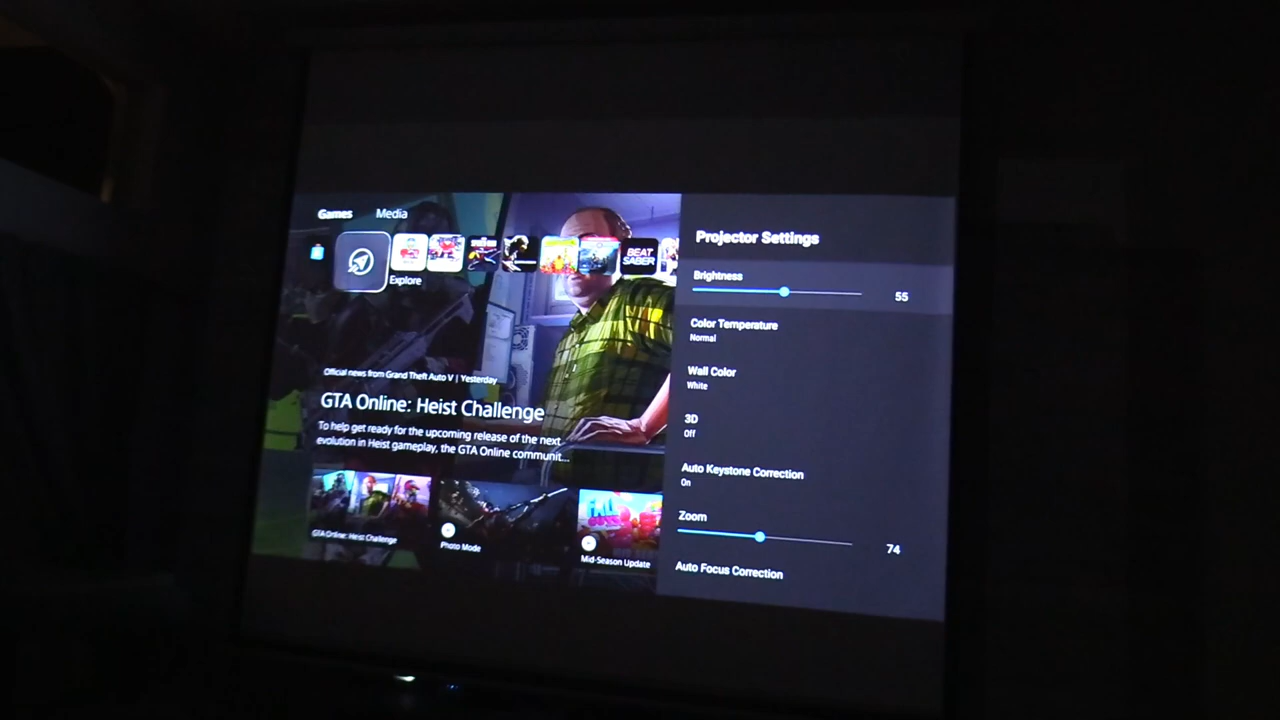 Games Media
BEAT
SABER
Explore
Official news from Grand Theft Auto V | Yesterday
GTA Online: Heist Challenge
To help get ready for the upcoming release of the next
evolution in Heist gameplay, the GTA Online communit...
FALL
GUYS
GTA Online: Heist Challenge
Photo Mode
Mid-Season Update
Projector Settings
Brightness
55
Color Temperature
Normal
Wall Color
White
3D
Off
Auto Keystone Correction
On
Zoom
74
Auto Focus Correction